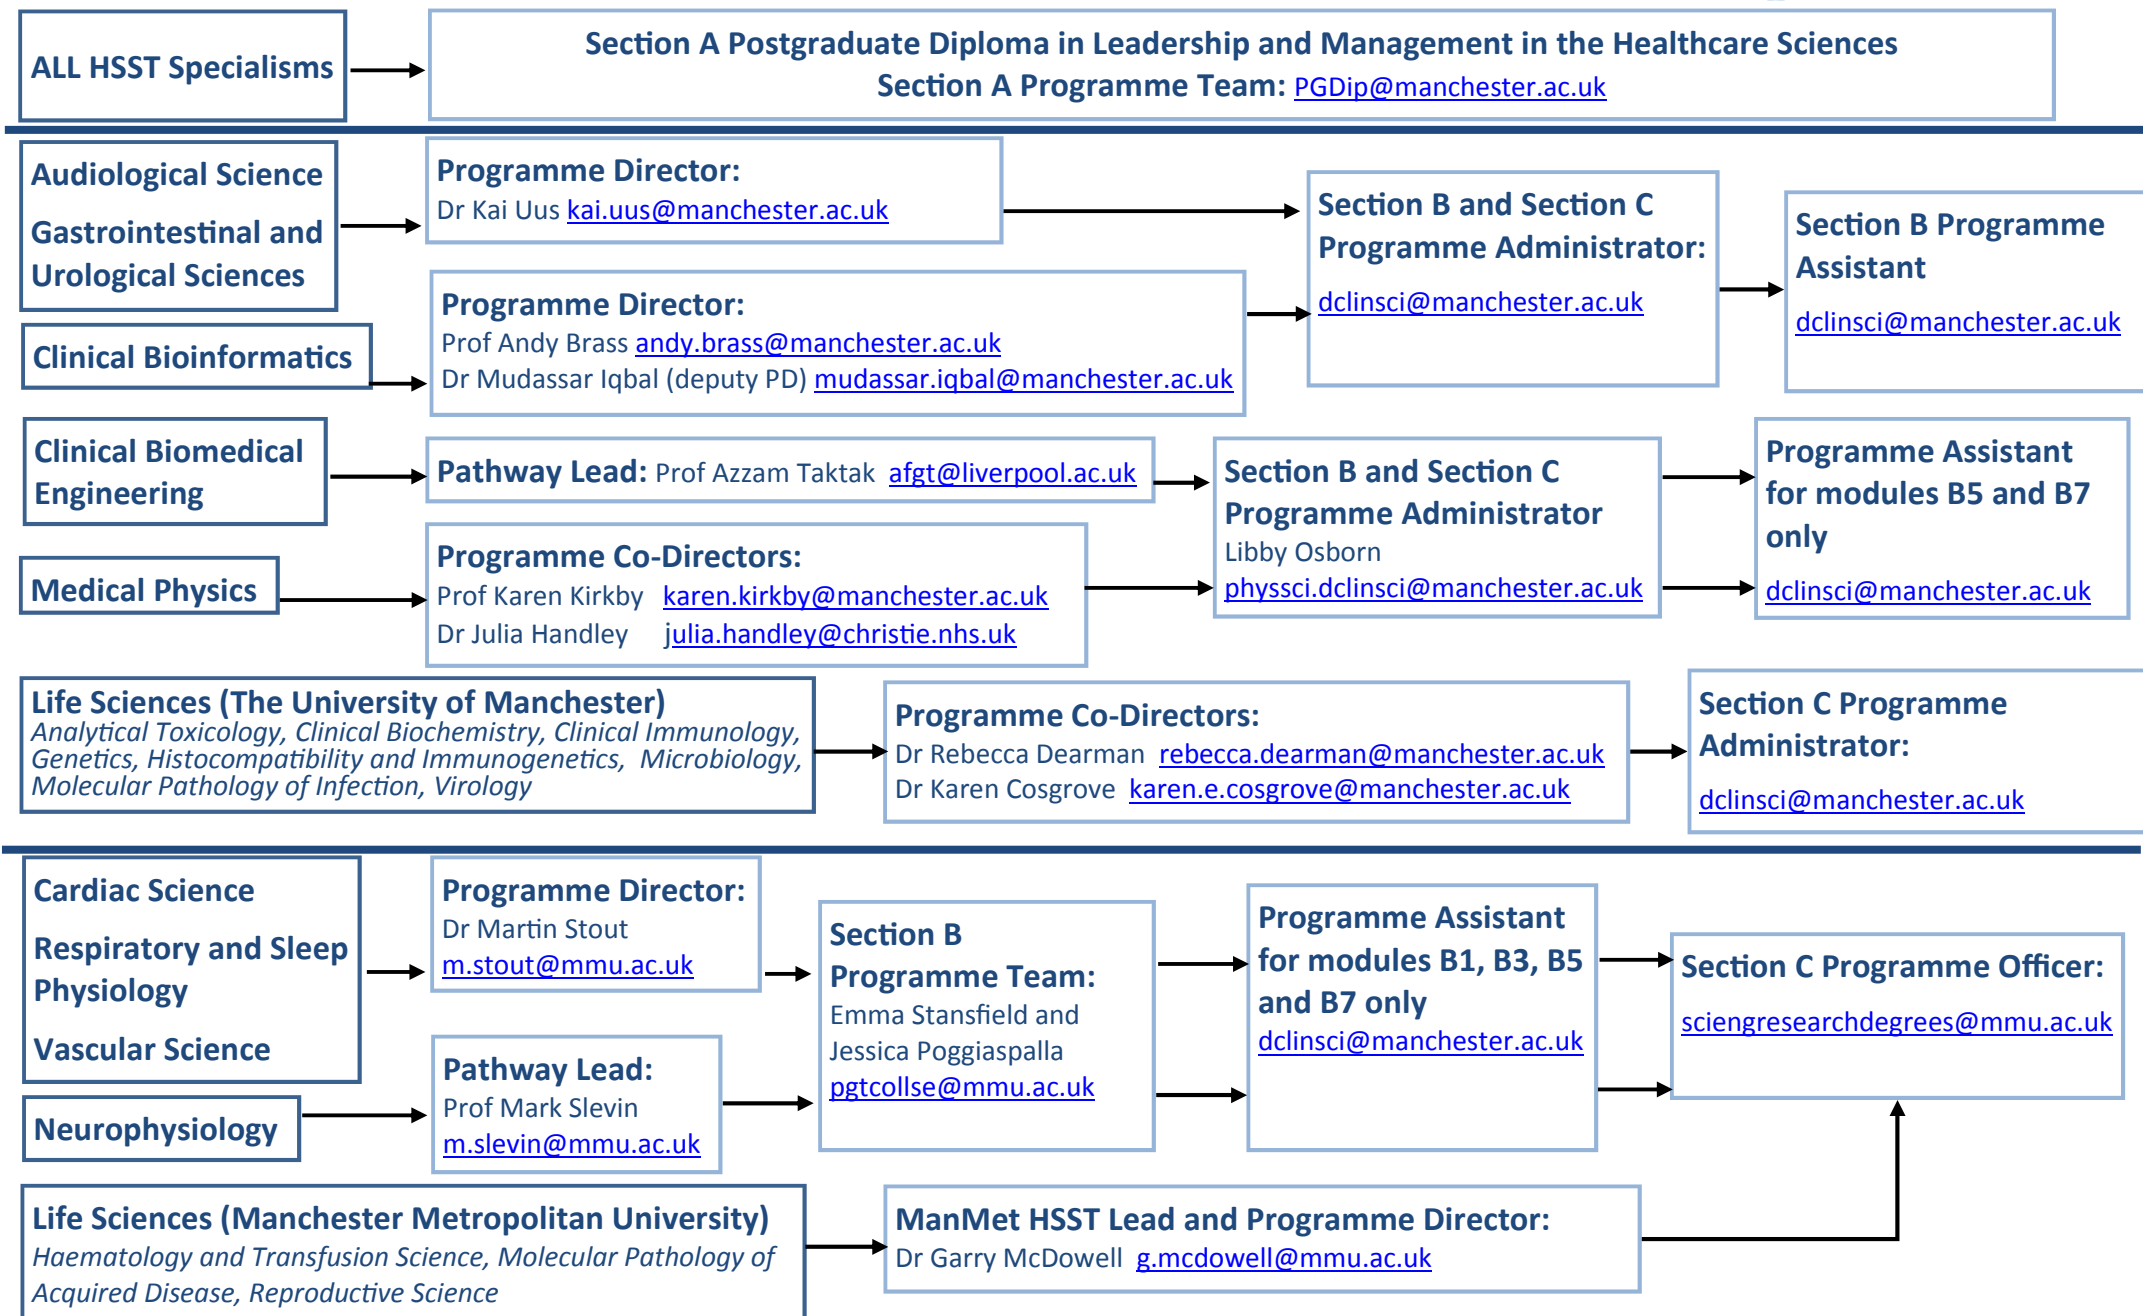 ALL HSST Specialisms
Section A Postgraduate Diploma in Leadership and Management in the Healthcare Sciences
Section A Programme Team: PGDip@manchester.ac.uk
Audiological Science
Gastrointestinal and
Urological Sciences
Programme Director:
Dr Kai Uus kai.uus@manchester.ac.uk
Clinical Bioinformatics
Programme Director:
Prof Andy Brass andy.brass@manchester.ac.uk
Dr Mudassar Iqbal (deputy PD) mudassar.iqbal@manchester.ac.uk
Section B and Section C
Programme Administrator:
dclinsci@manchester.ac.uk
Section B Programme
Assistant
dclinsci@manchester.ac.uk
Clinical Biomedical
Engineering
Pathway Lead: Prof Azzam Taktak afgt@liverpool.ac.uk
Medical Physics
Programme Co-Directors:
Prof Karen Kirkby karen.kirkby@manchester.ac.uk
Dr Julia Handley julia.handley@christie.nhs.uk
Section B and Section C
Programme Administrator
Libby Osborn
physsci.dclinsci@manchester.ac.uk
Programme Assistant
for modules B5 and B7
only
dclinsci@manchester.ac.uk
Life Sciences (The University of Manchester)
Analytical Toxicology, Clinical Biochemistry, Clinical Immunology,
Genetics, Histocompatibility and Immunogenetics, Microbiology,
Molecular Pathology of Infection, Virology
Programme Co-Directors:
Dr Rebecca Dearman rebecca.dearman@manchester.ac.uk
Dr Karen Cosgrove karen.e.cosgrove@manchester.ac.uk
Section C Programme
Administrator:
dclinsci@manchester.ac.uk
Cardiac Science
Respiratory and Sleep
Physiology
Vascular Science
Programme Director:
Dr Martin Stout
m.stout@mmu.ac.uk
Neurophysiology
Pathway Lead:
Prof Mark Slevin
m.slevin@mmu.ac.uk
Section B
Programme Team:
Emma Stansfield and
Jessica Poggiaspalla
pgtcollse@mmu.ac.uk
Programme Assistant
for modules B1, B3, B5
and B7 only
dclinsci@manchester.ac.uk
Section C Programme Officer:
sciengresearchdegrees@mmu.ac.uk
Life Sciences (Manchester Metropolitan University)
Haematology and Transfusion Science, Molecular Pathology of
Acquired Disease, Reproductive Science
ManMet HSST Lead and Programme Director:
Dr Garry McDowell g.mcdowell@mmu.ac.uk